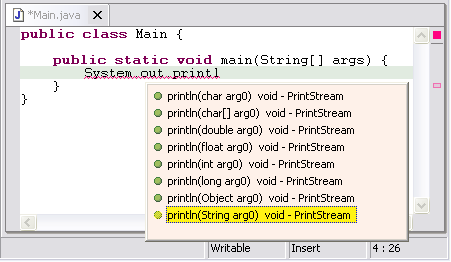 *Main.java
public class Main {
public static void main(String[] args) {
System.out.printl
}
}
println(char arg0) void - PrintStream
println(char[] arg0) void - PrintStream
println(double arg0) void - PrintStream
println(float arg0) void - PrintStream
println(int arg0) void - PrintStream
println(long arg0) void - PrintStream
println(Object arg0) void - PrintStream
println(String arg0) void - PrintStream
Writable Insert 4 : 26